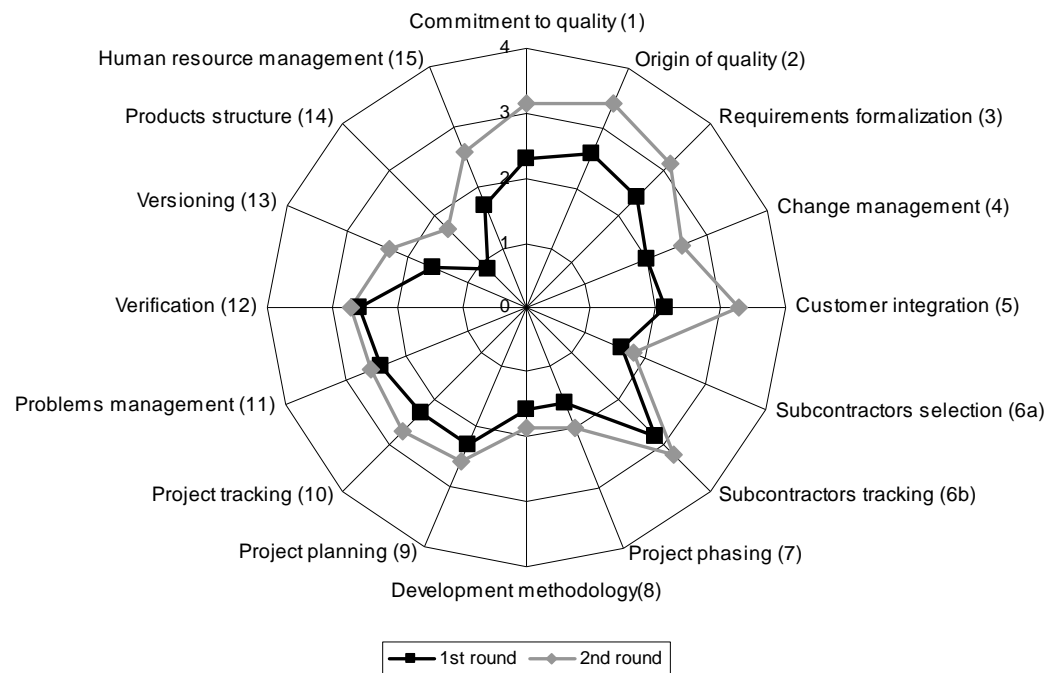 Commitment to quality (1)
4
Human resource management (15)
Origin of quality (2)
3
Products structure (14)
Requirements formalization (3)
2
Versioning (13)
Change management (4)
1
Verification (12)
0
Customer integration (5)
Problems management (11)
Subcontractors selection (6a)
Project tracking (10)
Subcontractors tracking (6b)
Project planning (9)
Project phasing (7)
Development methodology(8)
1st round
2nd round